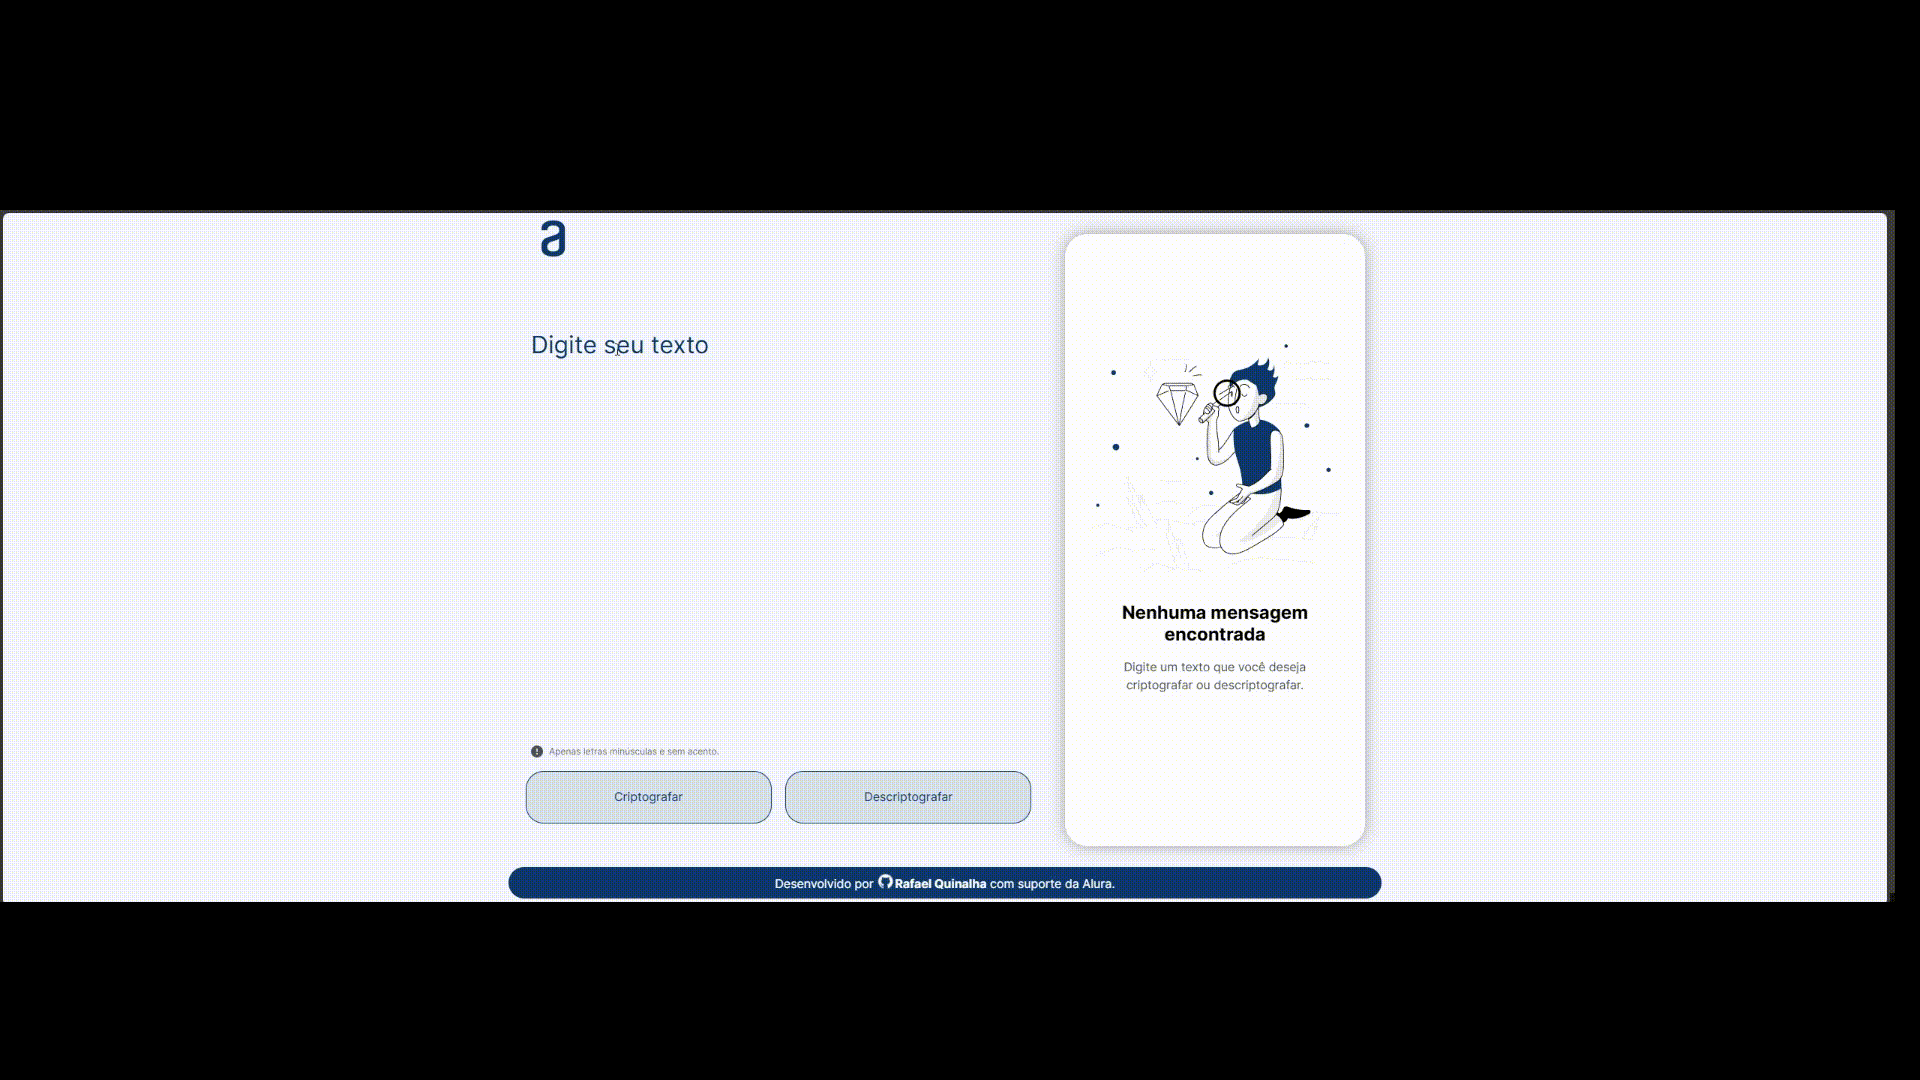 a
Digite seu texto
Nenhuma mensagem
encontrada
Digite um texto que você deseja
criptografar ou descriptografar.
Apenas letras minusculas e sem acento.
Criptografar
Descriptografar
Desenvolvido por Rafael Quinalha com suporte da Alura.